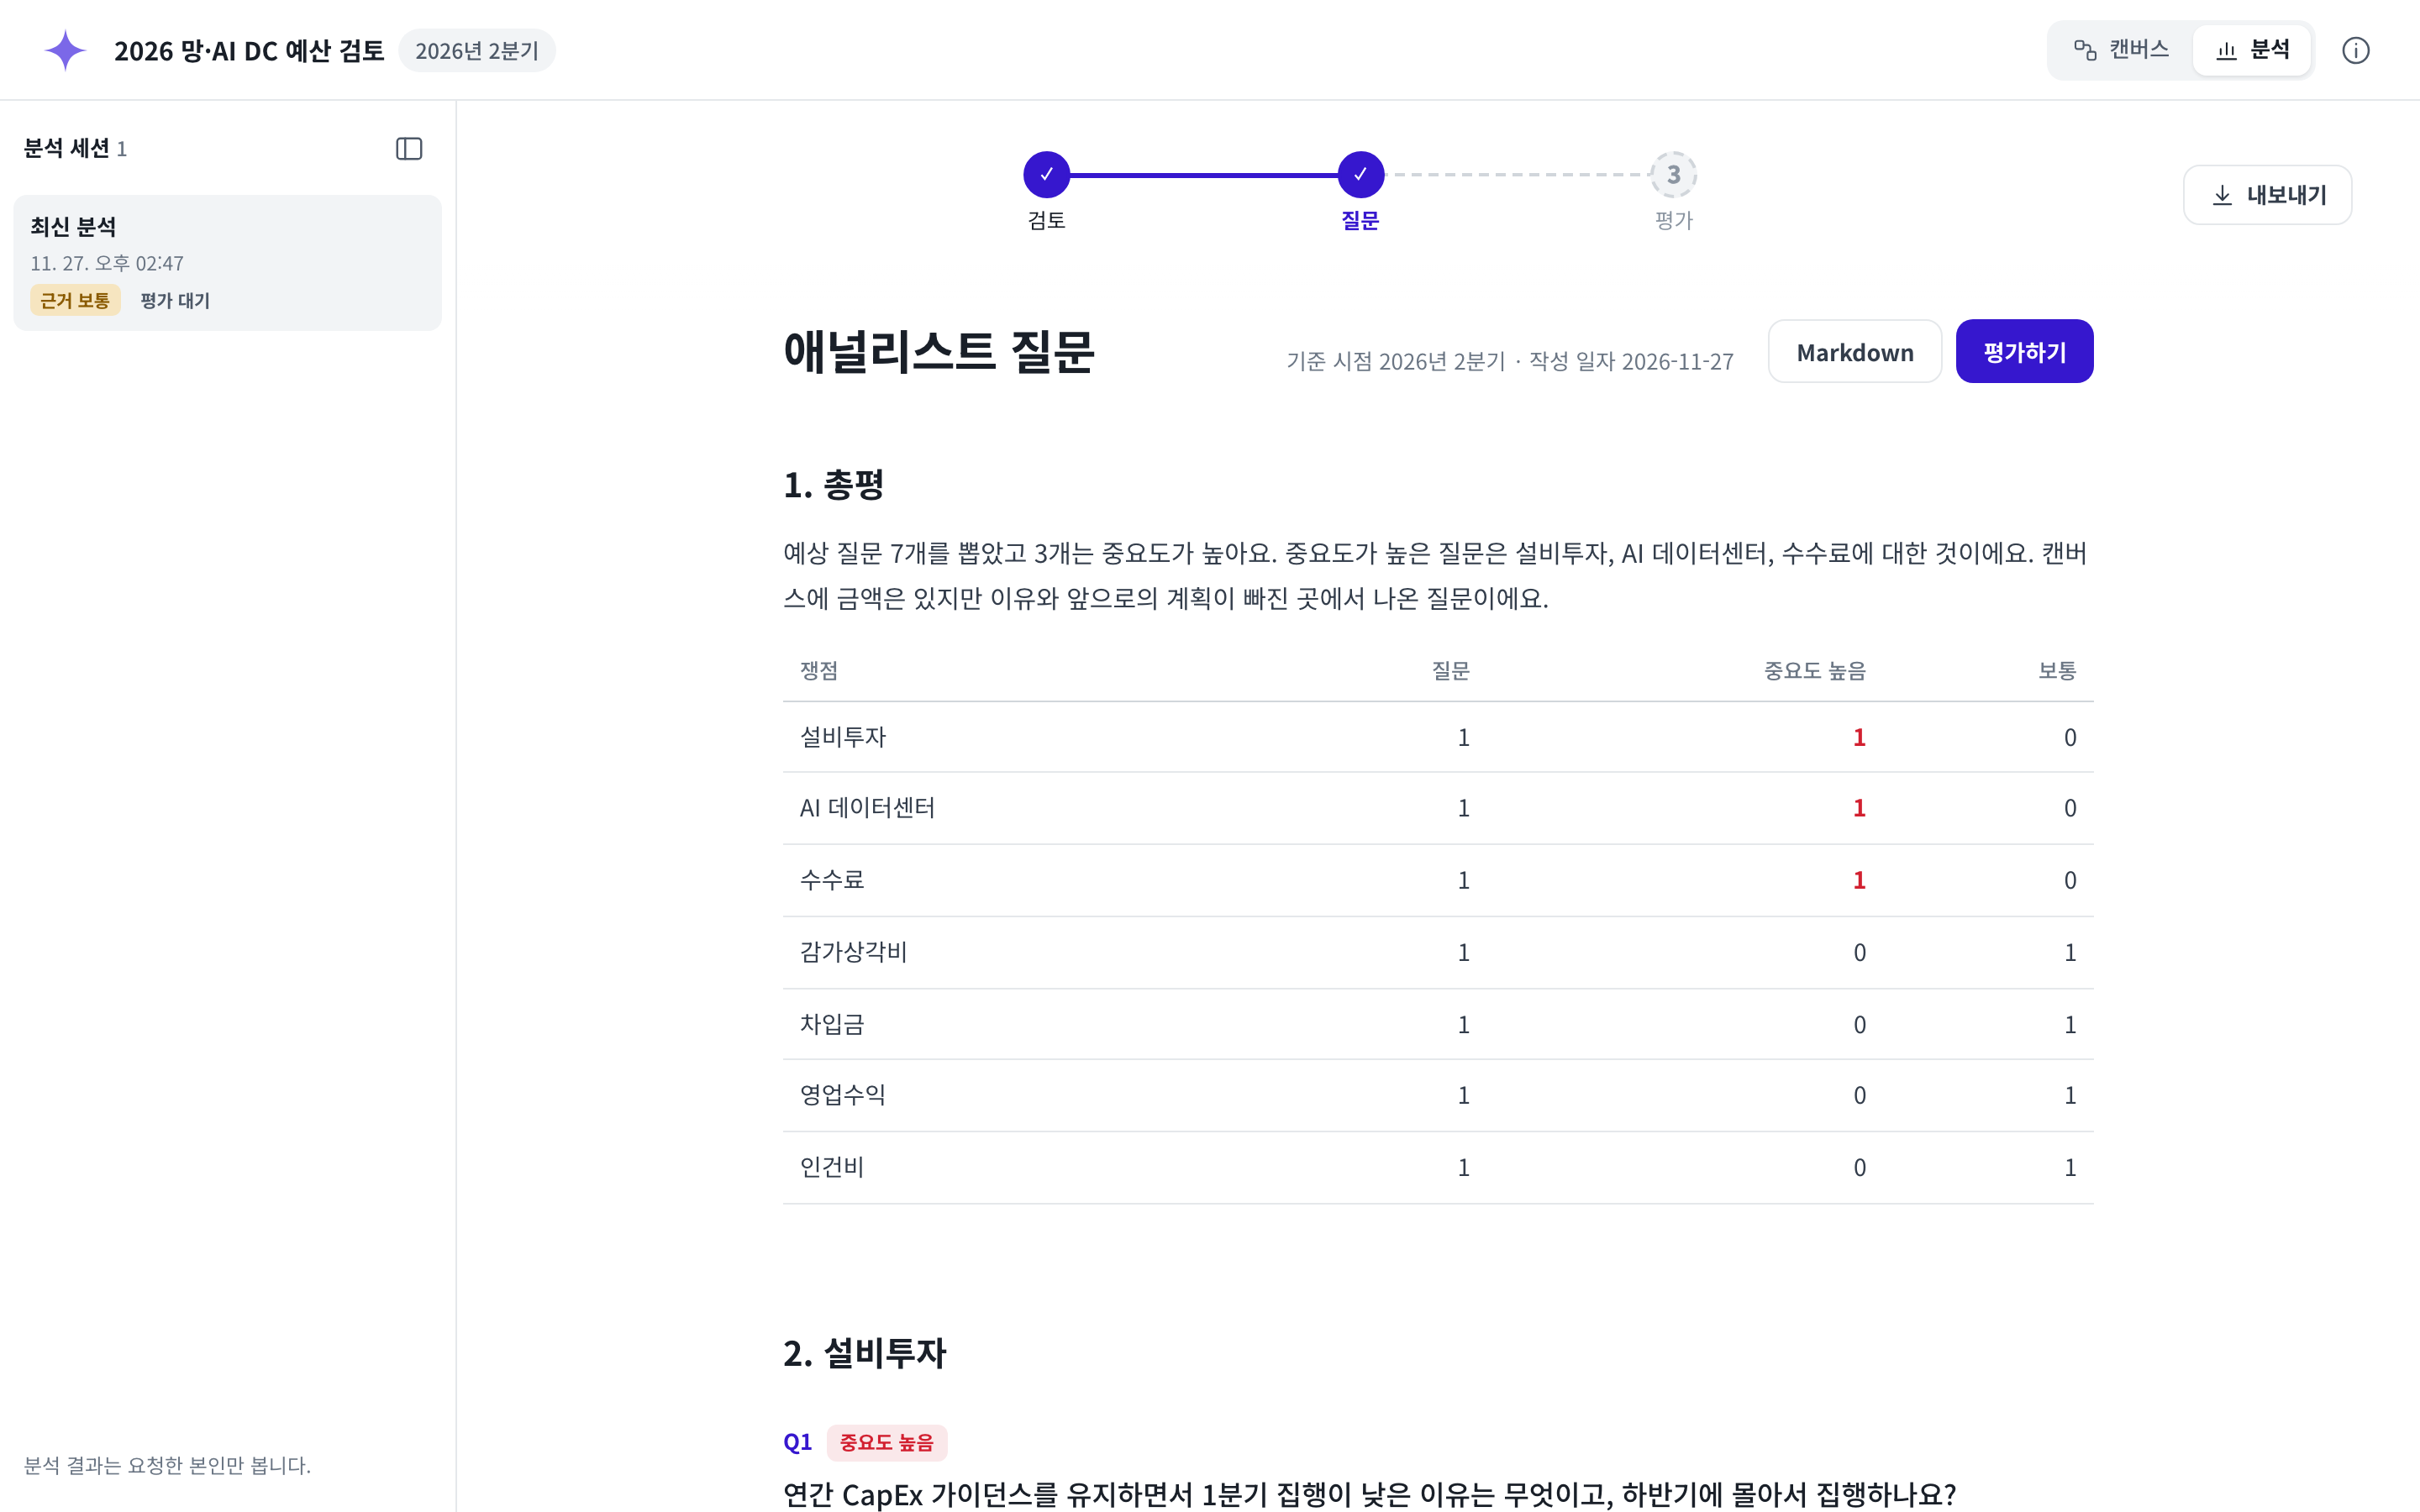 2026 망·AI DC 예산 검토
2026년 2분기
캔버스
분석
분석 세션 1
최신 분석
11. 27. 오후 02:47
근거 보통
평가 대기
검토
질문
3
평가
내보내기
애널리스트 질문
기준 시점 2026년 2분기 · 작성 일자 2026-11-27
Markdown
평가하기
1. 총평
예상 질문 7개를 뽑았고 3개는 중요도가 높아요. 중요도가 높은 질문은 설비투자, AI 데이터센터, 수수료에 대한 것이에요. 캔버
스에 금액은 있지만 이유와 앞으로의 계획이 빠진 곳에서 나온 질문이에요.
쟁점 질문 중요도 높음 보통
설비투자 1 1 0
AI 데이터센터 1 1 0
수수료 1 1 0
감가상각비 1 0 1
차입금 1 0 1
영업수익 1 0 1
인건비 1 0 1
2. 설비투자
Q1 중요도 높음
연간 CapEx 가이던스를 유지하면서 1분기 집행이 낮은 이유는 무엇이고, 하반기에 몰아서 집행하나요?
분석 결과는 요청한 본인만 봅니다.